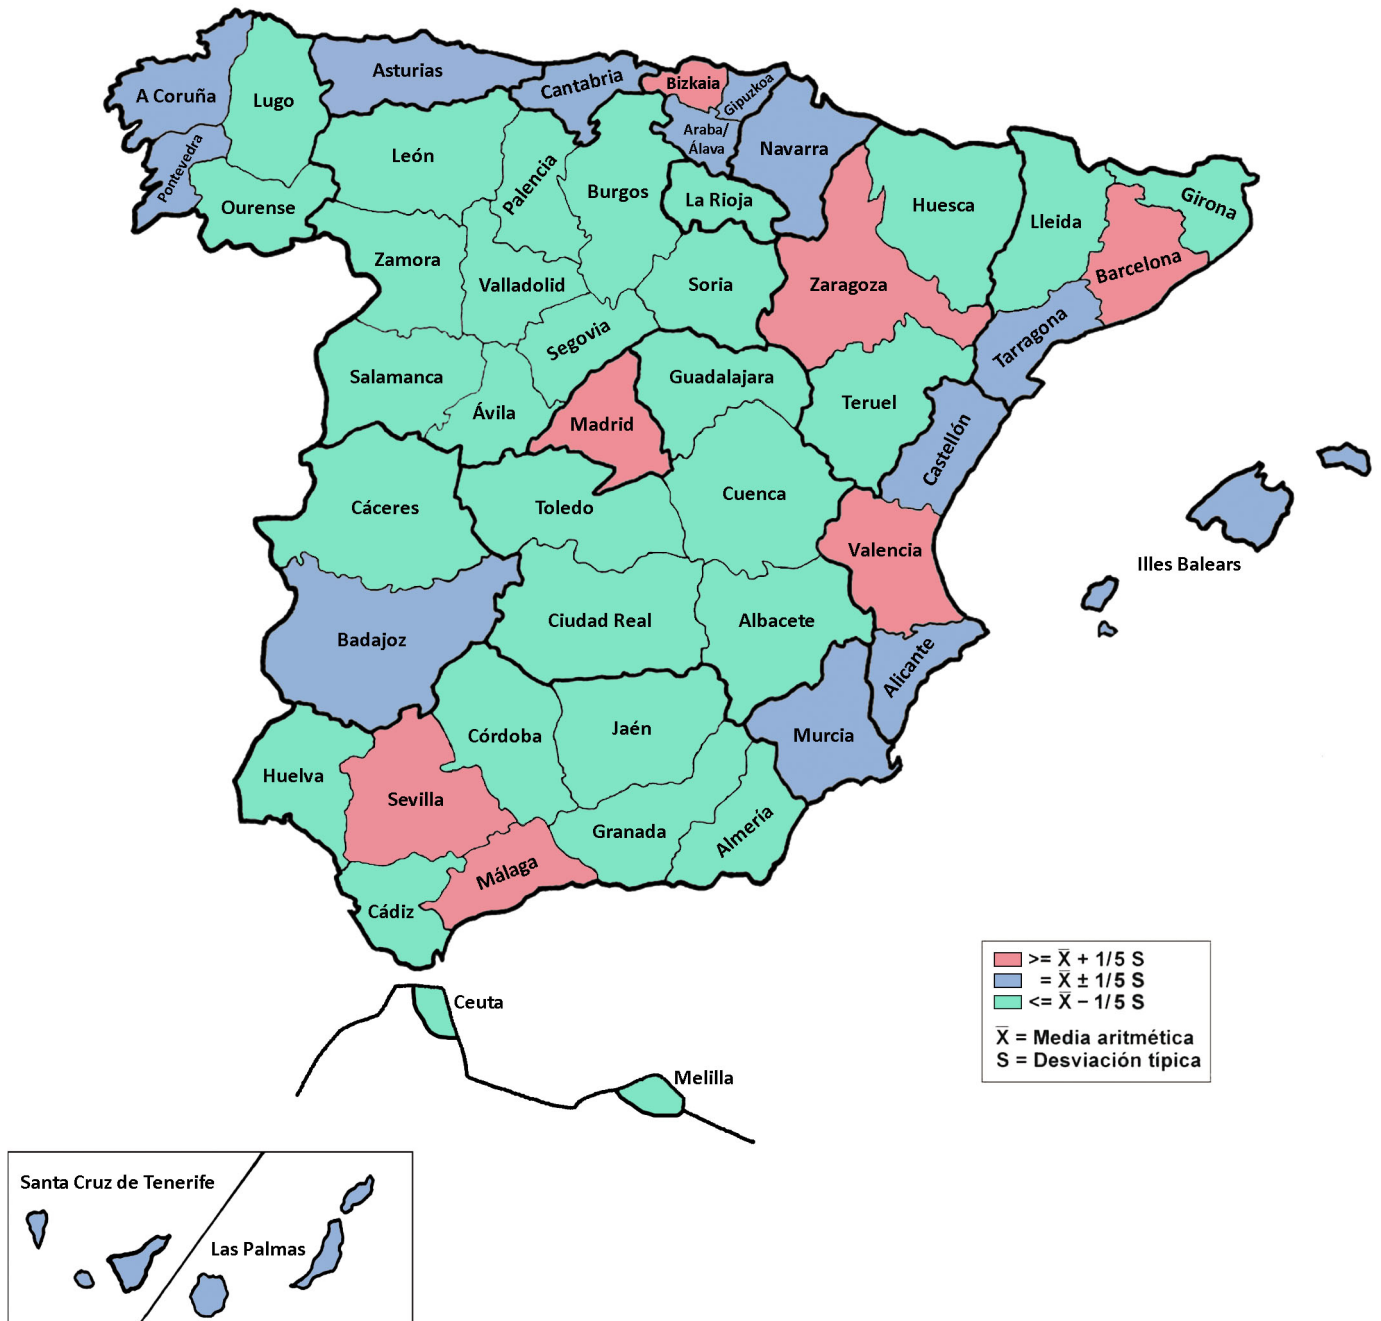 Asturias
Cantabria
Bizkaia
Gipuzkoa
A Coruña
Lugo
Araba/
Álava
Navarra
León
Pontevedra
Palencia
Burgos
La Rioja
Huesca
Girona
Ourense
Lleida
Zamora
Valladolid
Soria
Zaragoza
Barcelona
Segovia
Tarragona
Salamanca
Guadalajara
Ávila
Madrid
Teruel
Castellón
Cáceres
Toledo
Cuenca
Valencia
Illes Balears
Badajoz
Ciudad Real
Albacete
Alicante
Córdoba
Jaén
Murcia
Huelva
Sevilla
Granada
Almería
Málaga
Cádiz
>= X̅ + 1/5 S
= X̅ ± 1/5 S
<= X̅ − 1/5 S
X̅ = Media aritmética
S = Desviación típica
Ceuta
Melilla
Santa Cruz de Tenerife
Las Palmas